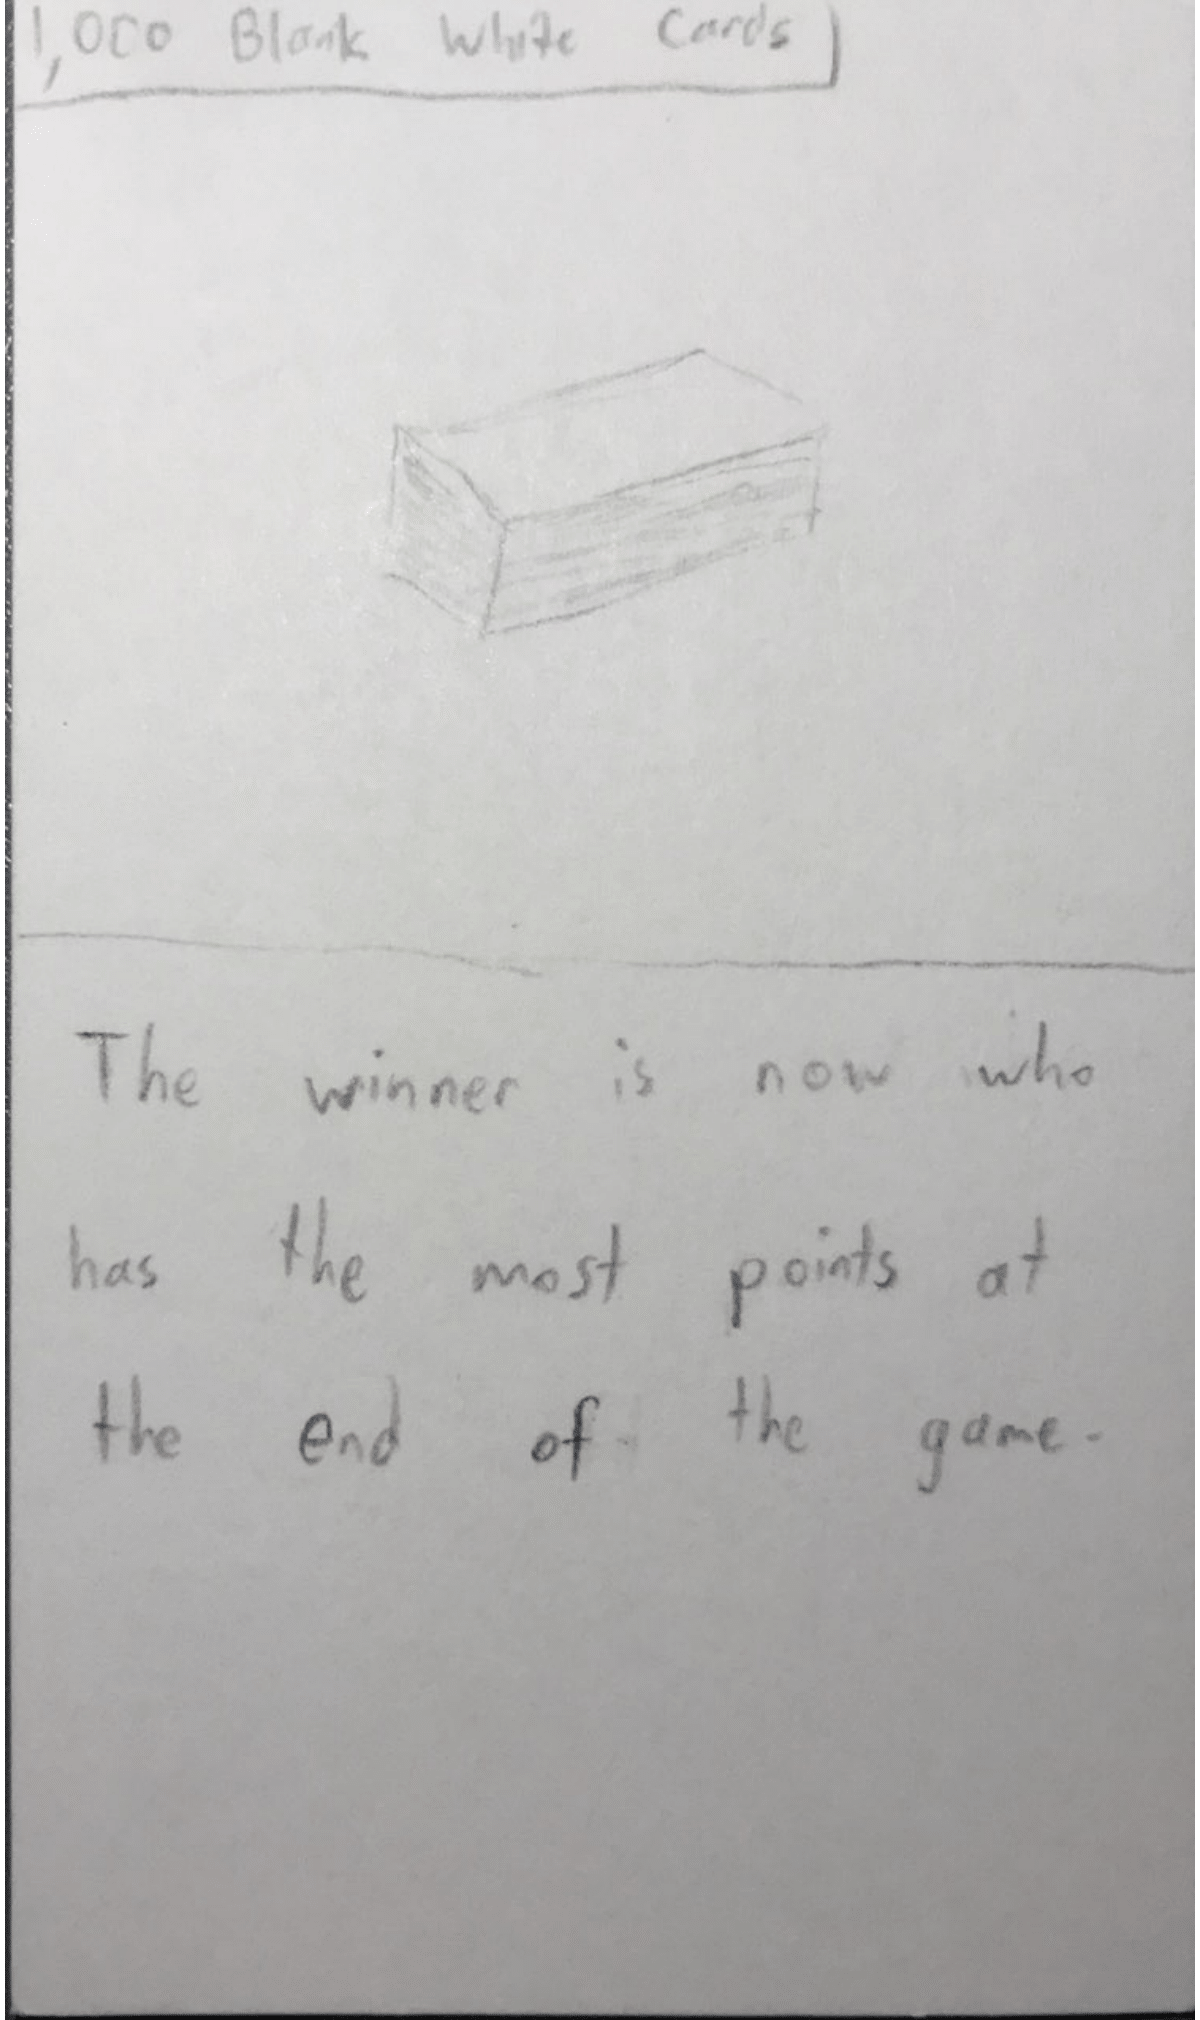 1,000 Blank White Cards
The winner is now who
has the most points at
the end of the game.